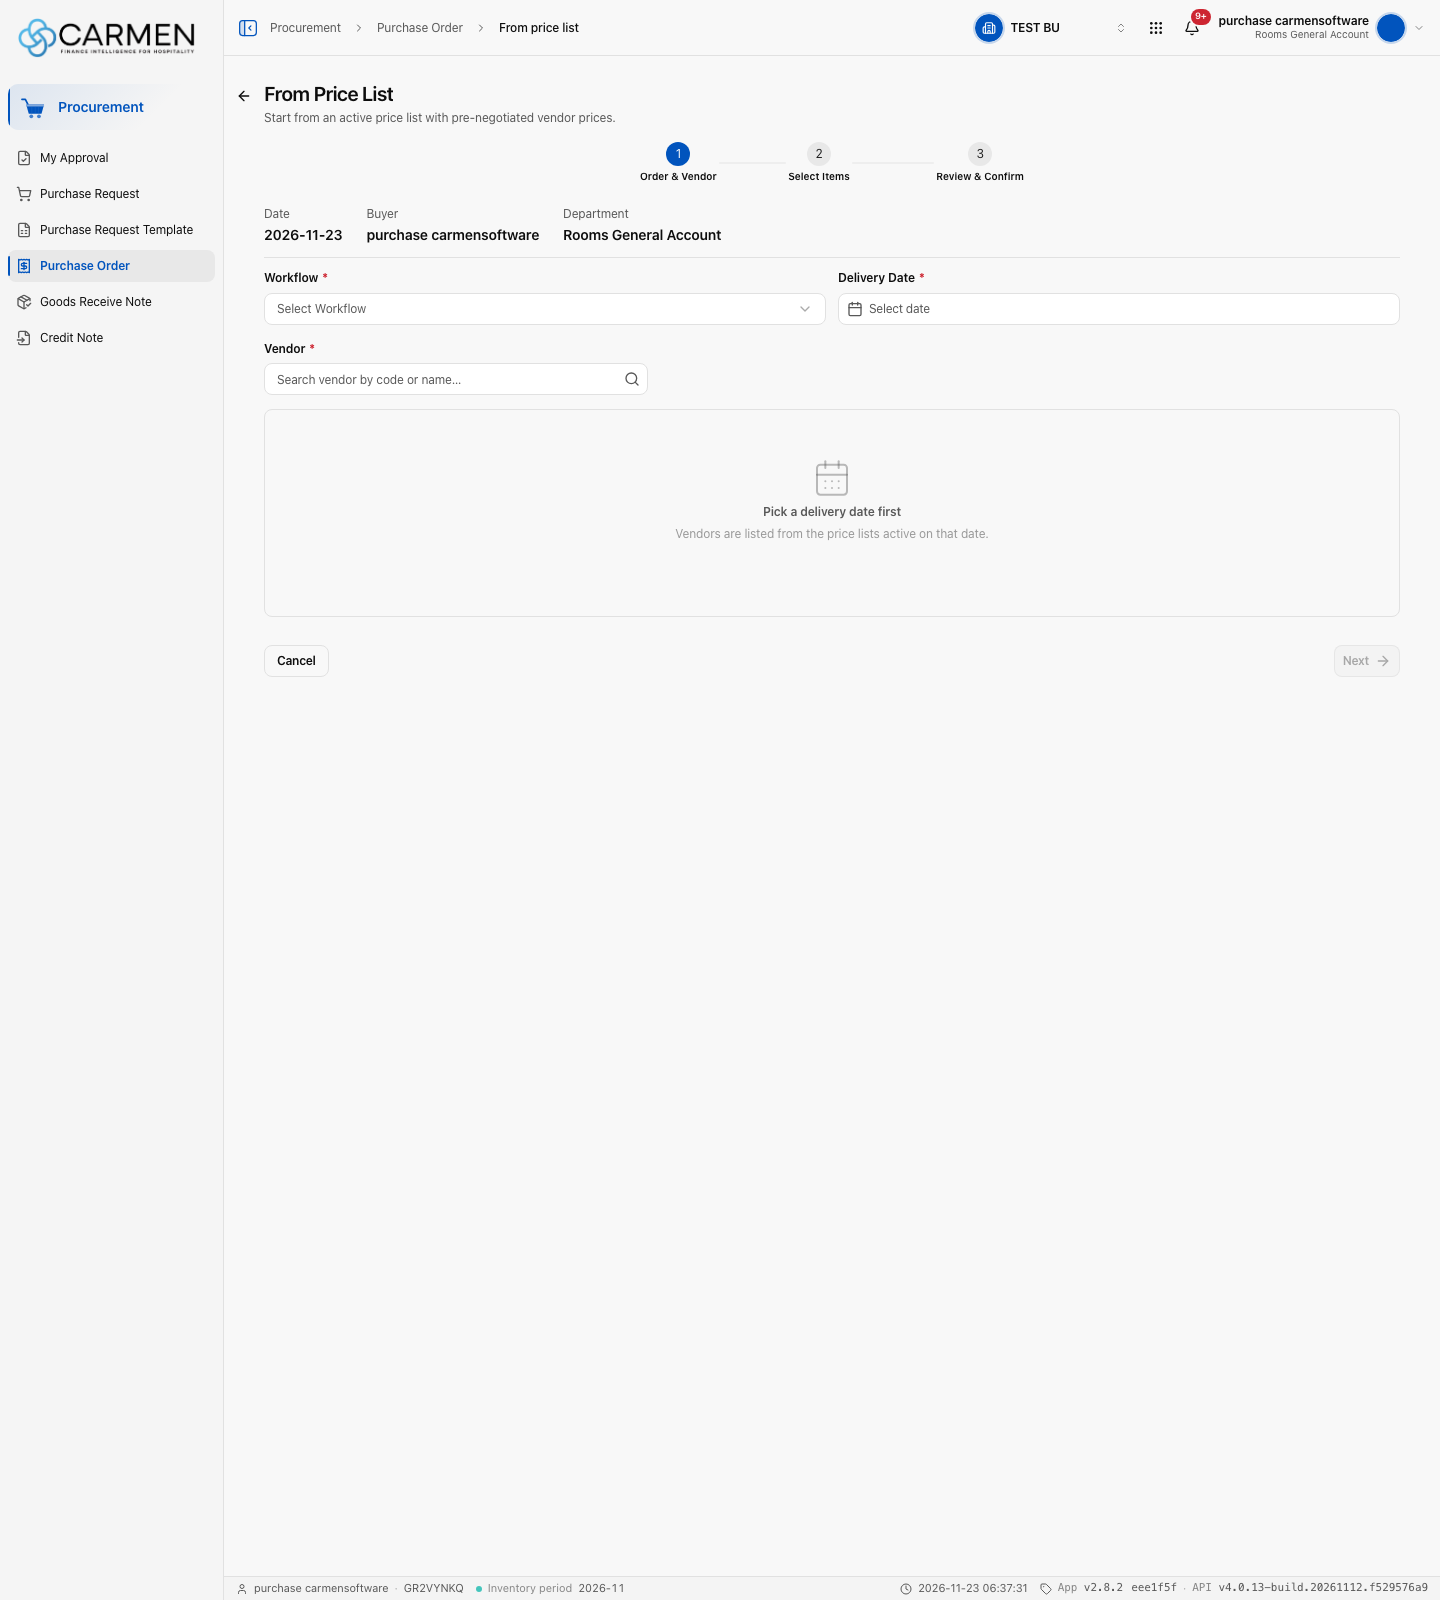 CARMEN
FINANCE INTELLIGENCE FOR HOSPITALITY
Procurement
My Approval
Purchase Request
Purchase Request Template
Purchase Order
Goods Receive Note
Credit Note
Procurement
Purchase Order
From price list
TEST BU
9+
purchase carmensoftware
Rooms General Account
From Price List
Start from an active price list with pre-negotiated vendor prices.
1
Order & Vendor
2
Select Items
3
Review & Confirm
Date
2026-11-23
Buyer
purchase carmensoftware
Department
Rooms General Account
Workflow *
Select Workflow
Delivery Date *
Select date
Vendor *
Search vendor by code or name...
Pick a delivery date first
Vendors are listed from the price lists active on that date.
Cancel
Next
purchase carmensoftware · GR2VYNKQ
Inventory period 2026-11
2026-11-23 06:37:31
App v2.8.2 eee1f5f · API v4.0.13-build.20261112.f529576a9